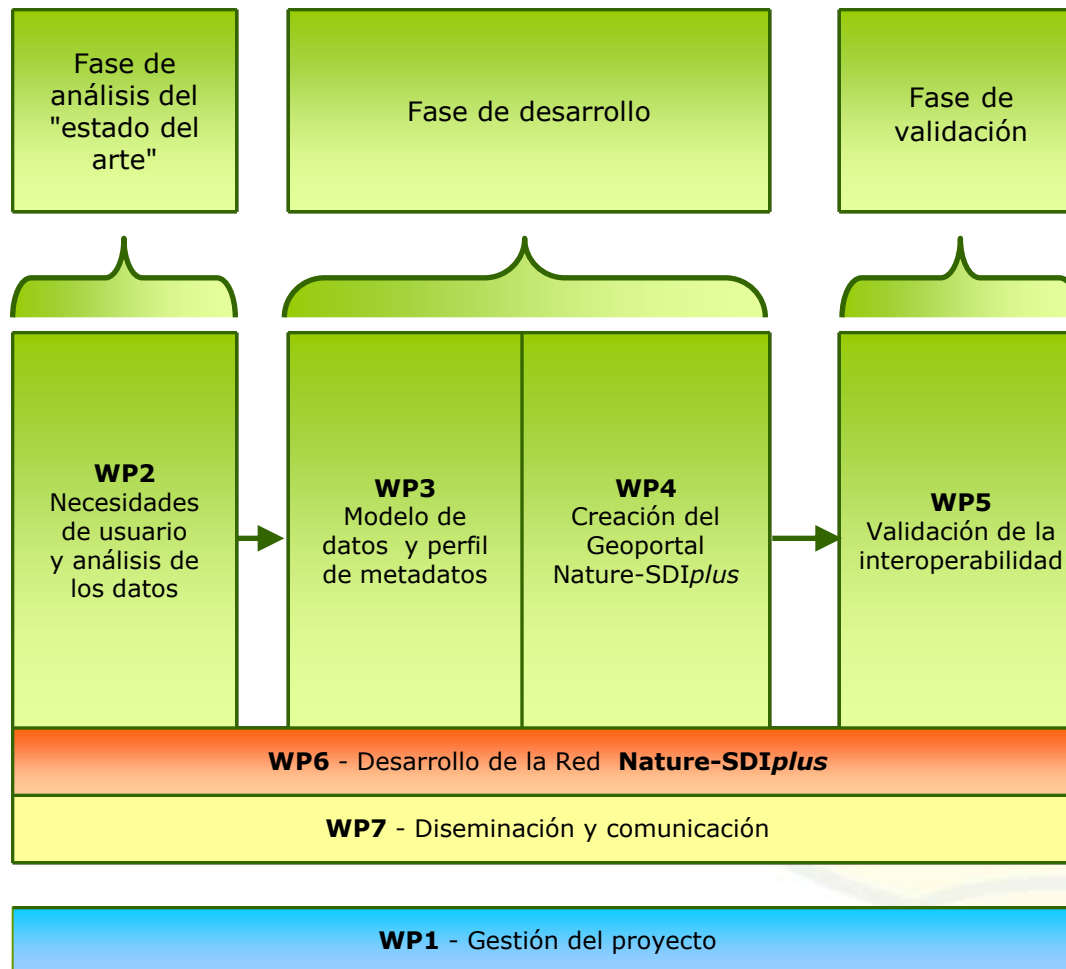 Fase de
análisis del
"estado del
arte"
Fase de desarrollo
Fase de
validación
WP2
Necesidades
de usuario
y análisis de
los datos
WP3
Modelo de
datos y perfil
de metadatos
WP4
Creación del
Geoportal
Nature-SDIplus
WP5
Validación de la
interoperabilidad
WP6 - Desarrollo de la Red Nature-SDIplus
WP7 - Diseminación y comunicación
WP1 - Gestión del proyecto